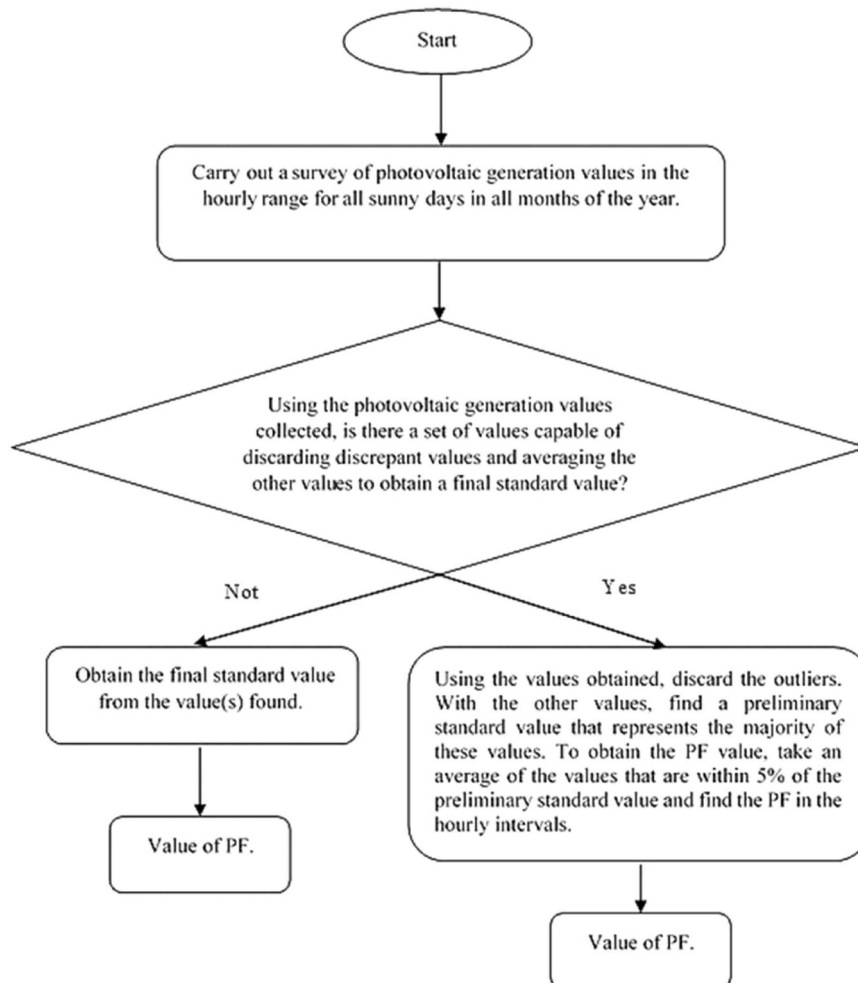 Start
Carry out a survey of photovoltaic generation values in the
hourly range for all sunny days in all months of the year.
Using the photovoltaic generation values
collected, is there a set of values capable of
discarding discrepant values and averaging the
other values to obtain a final standard value?
Not
Yes
Obtain the final standard value
from the value(s) found.
Using the values obtained, discard the outliers.
With the other values, find a preliminary
standard value that represents the majority of
these values. To obtain the PF value, take an
average of the values that are within 5% of the
preliminary standard value and find the PF in the
hourly intervals.
Value of PF.
Value of PF.